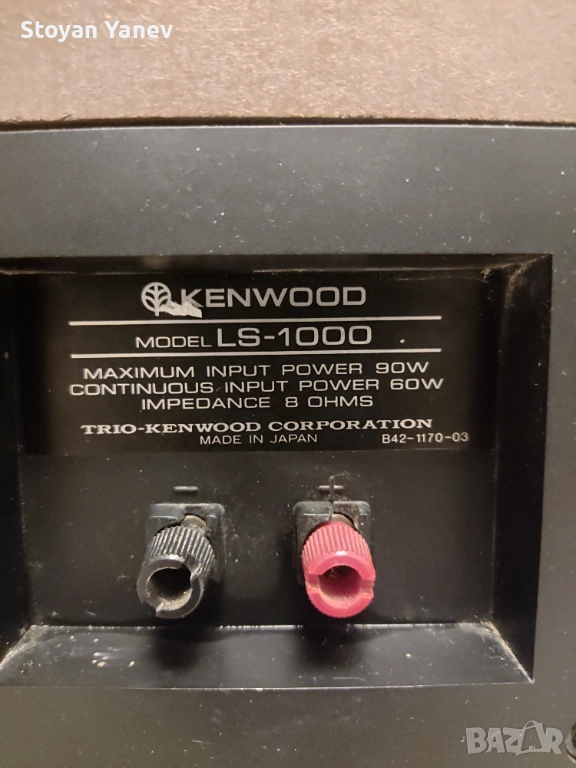 Stoyan Yanev
KENWOOD
MODEL LS-1000
MAXIMUM INPUT POWER 90W
CONTINUOUS INPUT POWER 60W
IMPEDANCE 8 OHMS
TRIO-KENWOOD CORPORATION
MADE IN JAPAN B42-1170-03
- +
BAZAR